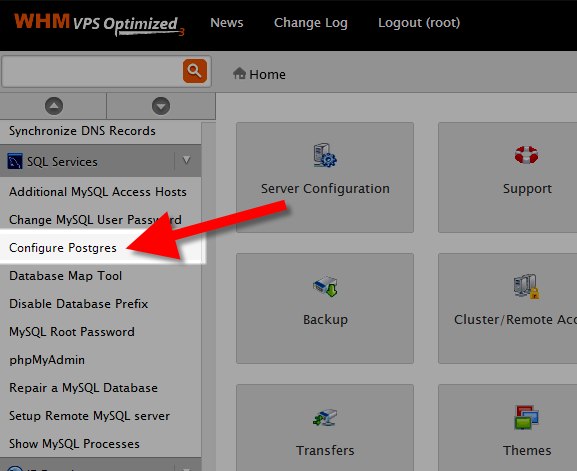 WHM VPS Optimized 3
News
Change Log
Logout (root)
Home
Synchronize DNS Records
SQL Services
Additional MySQL Access Hosts
Change MySQL User Password
Configure Postgres
Database Map Tool
Disable Database Prefix
MySQL Root Password
phpMyAdmin
Repair a MySQL Database
Setup Remote MySQL server
Show MySQL Processes
Server Configuration
Support
Backup
Cluster/Remote Acc
Transfers
Themes